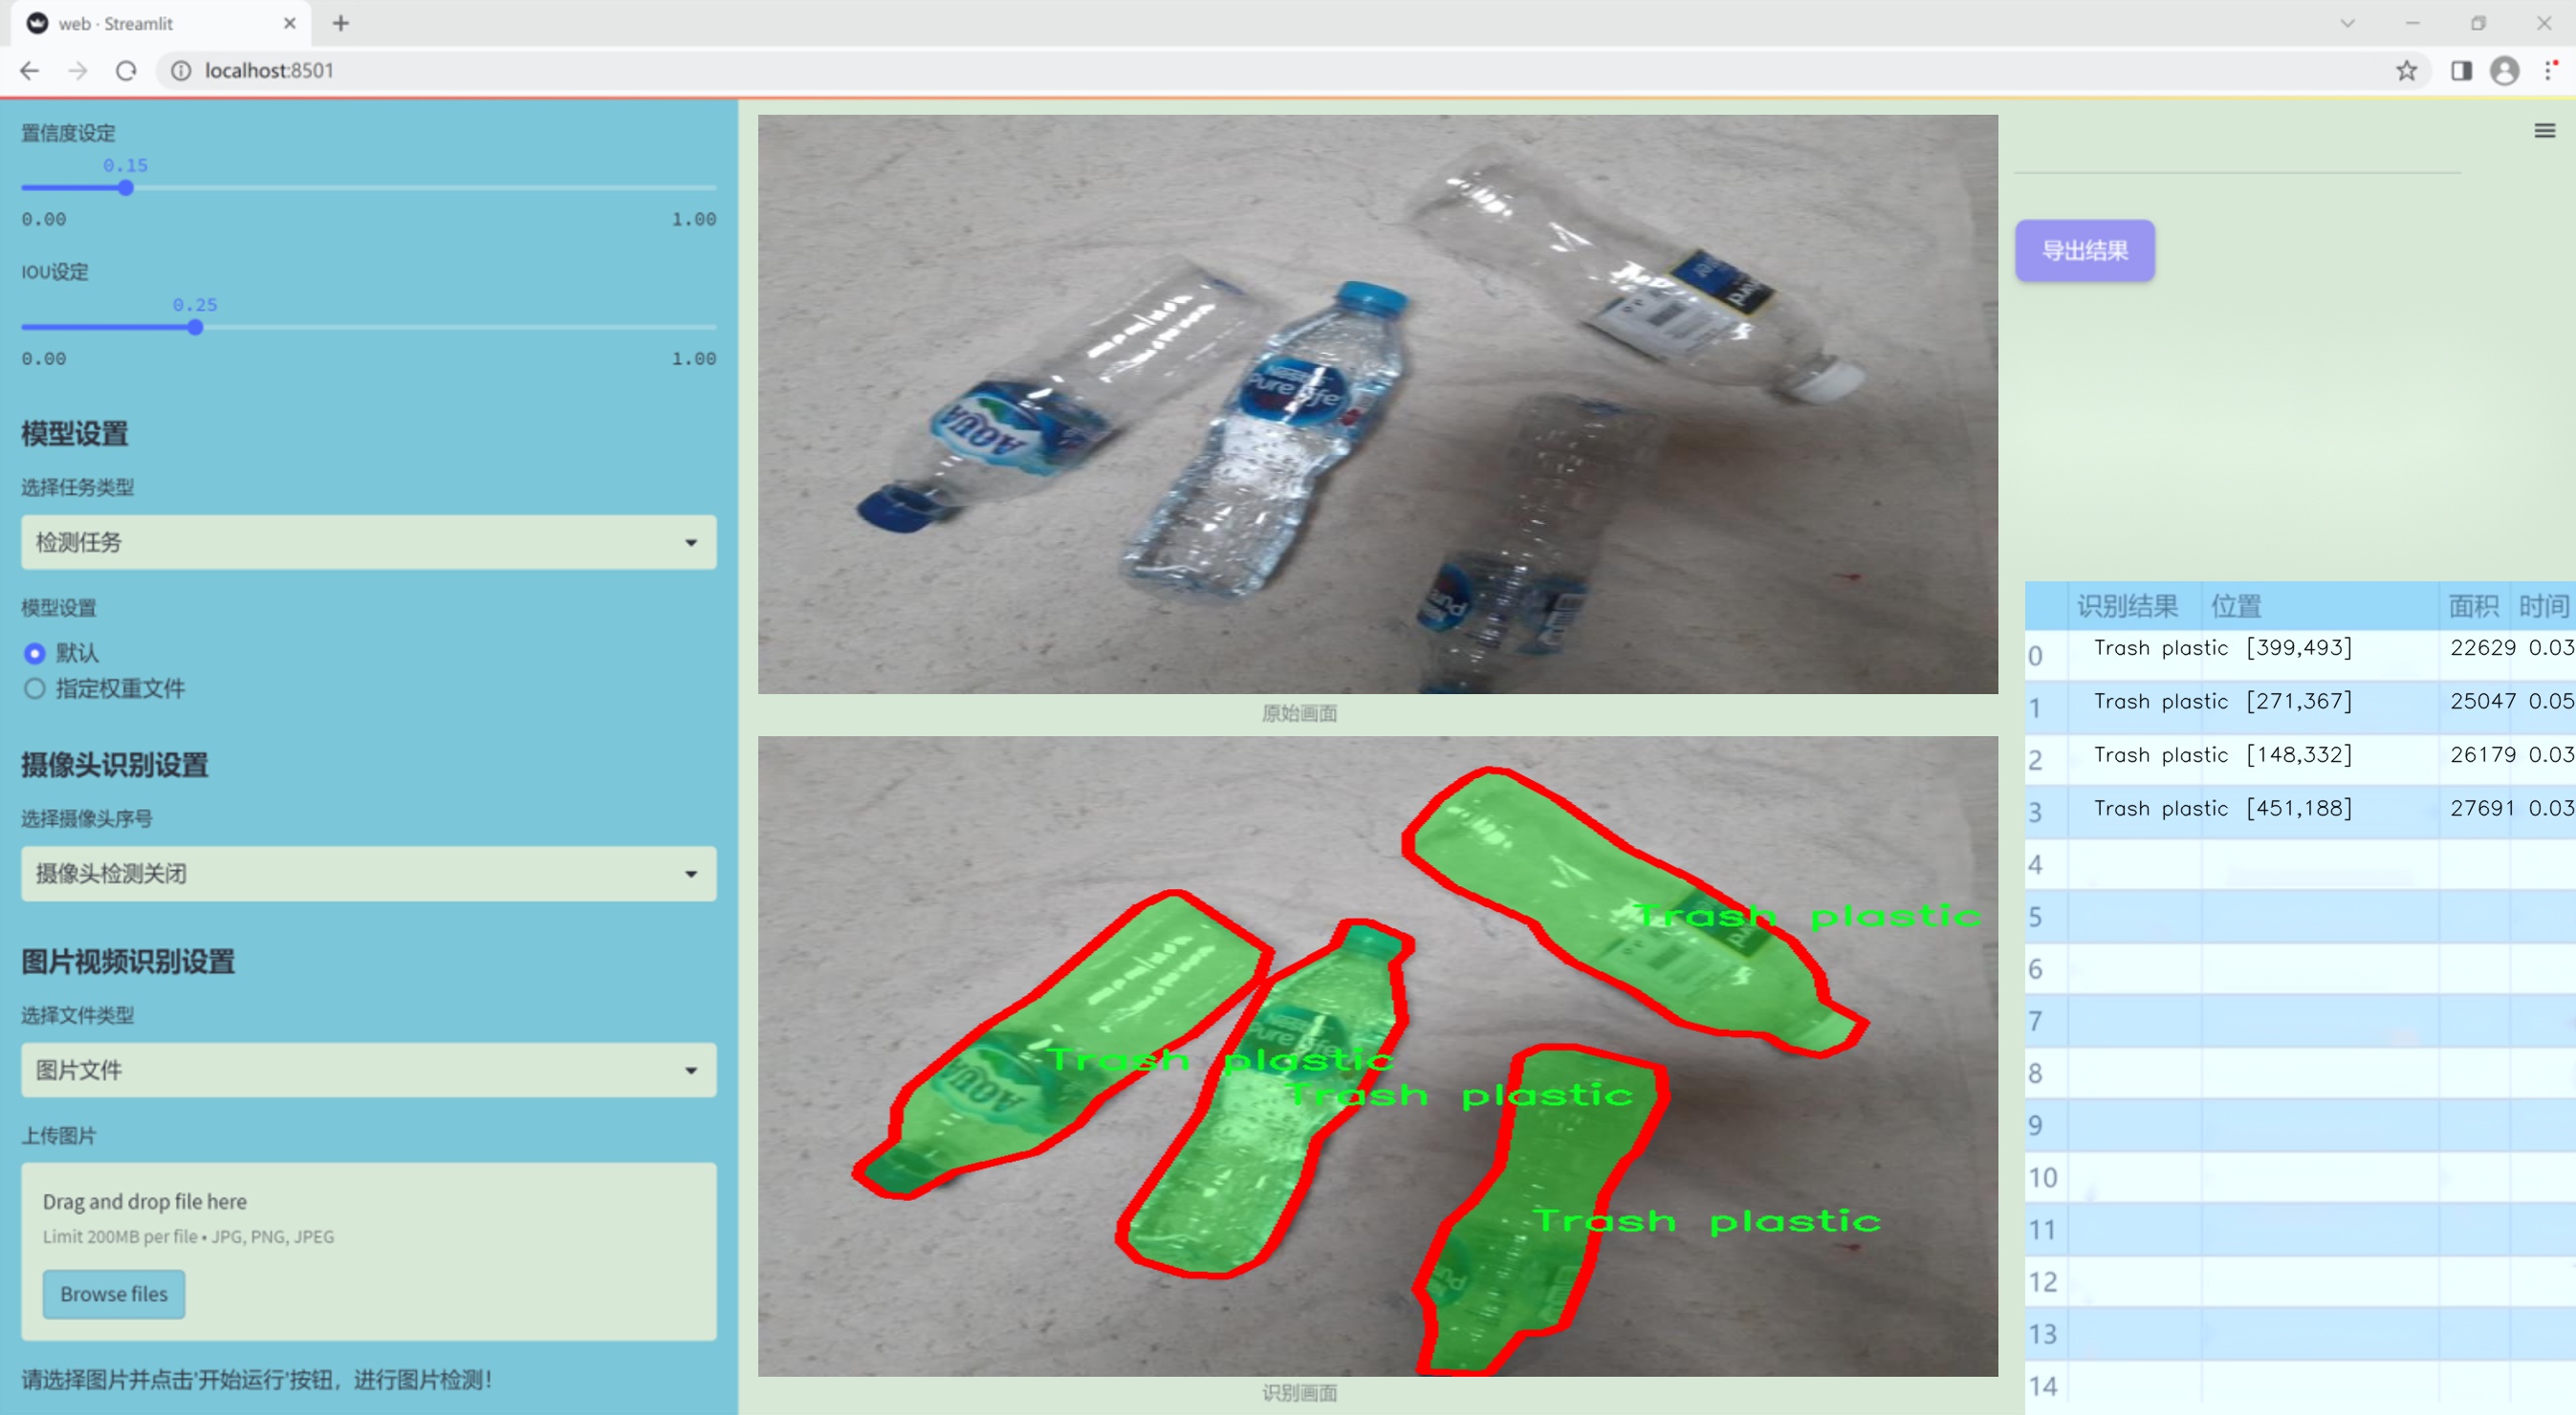 web · Streamlit
localhost:8501
置信度设定
0.15
0.00 1.00
IOU设定
0.25
0.00 1.00
模型设置
选择任务类型
检测任务
模型设置
默认
指定权重文件
摄像头识别设置
选择摄像头序号
摄像头检测关闭
图片视频识别设置
选择文件类型
图片文件
上传图片
Drag and drop file here
Limit 200MB per file • JPG, PNG, JPEG
Browse files
请选择图片并点击'开始运行'按钮，进行图片检测!
AQUA
Nestle
Pure Life
原始画面
Trash plastic
Trash plastic
Trash plastic
Trash plastic
识别画面
导出结果
识别结果 位置 面积 时间
0 Trash plastic [399,493] 22629 0.03
1 Trash plastic [271,367] 25047 0.05
2 Trash plastic [148,332] 26179 0.03
3 Trash plastic [451,188] 27691 0.03
4
5
6
7
8
9
10
11
12
13
14